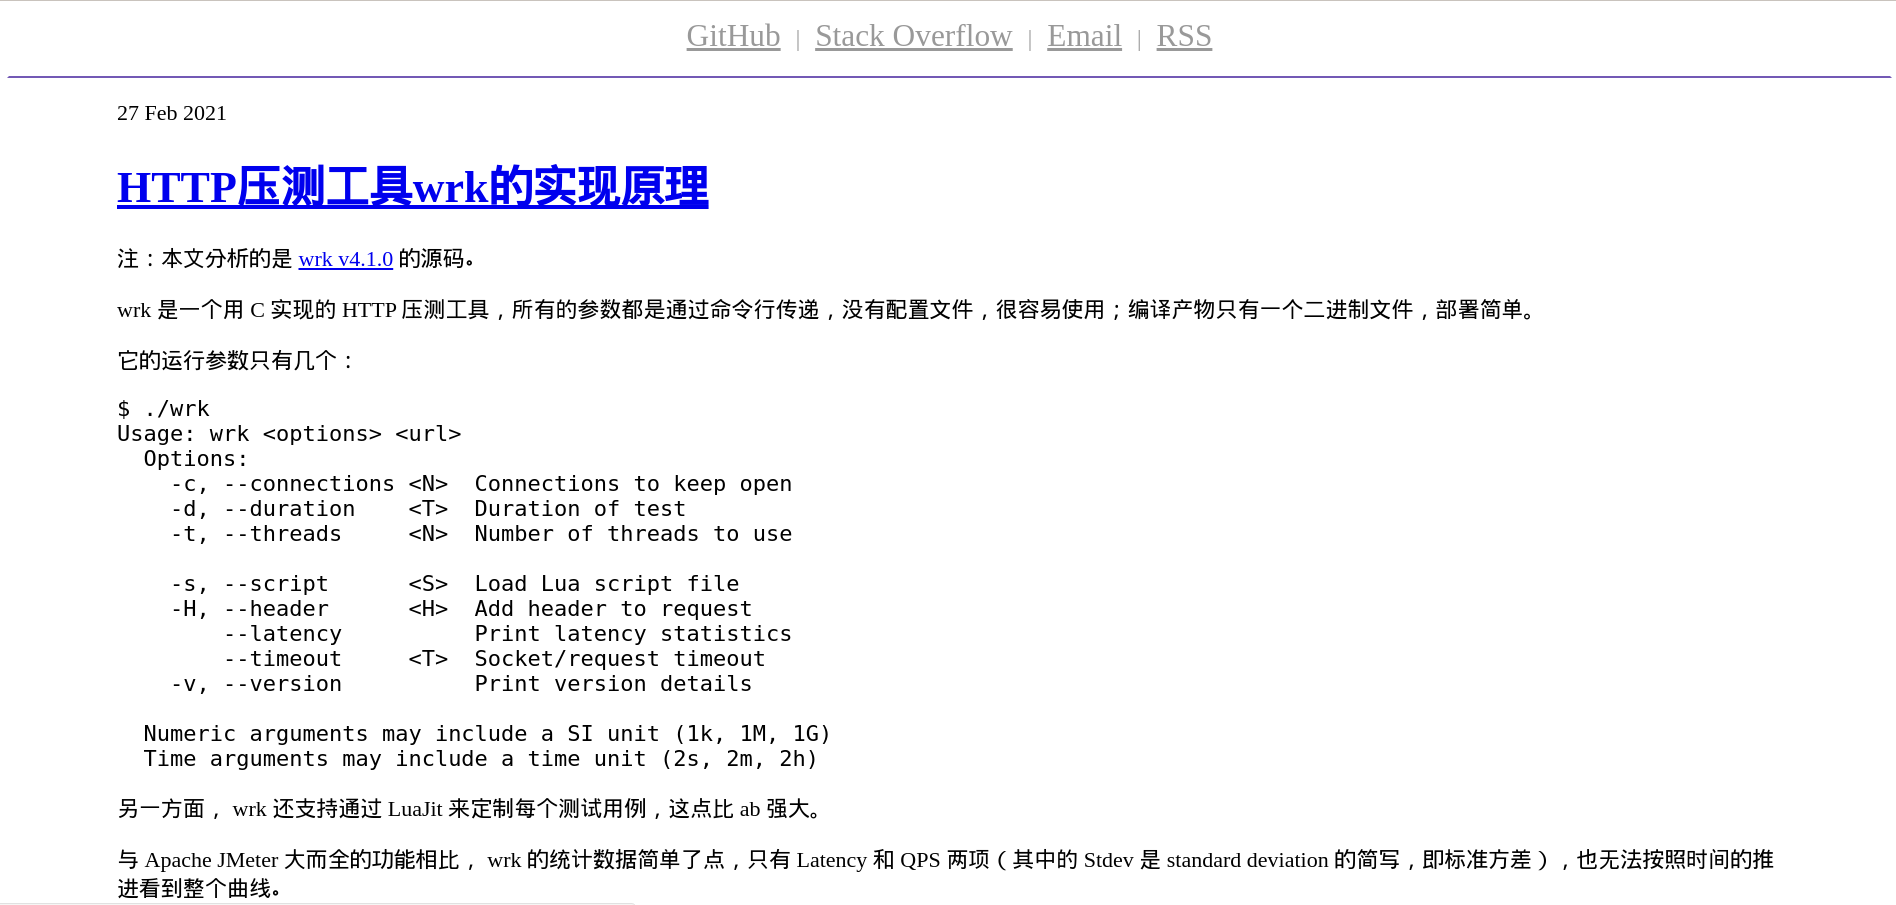 GitHub | Stack Overflow | Email | RSS
27 Feb 2021
HTTP压测工具wrk的实现原理
注：本文分析的是 wrk v4.1.0 的源码。
wrk 是一个用 C 实现的 HTTP 压测工具，所有的参数都是通过命令行传递，没有配置文件，很容易使用；编译产物只有一个二进制文件，部署简单。
它的运行参数只有几个：
$ ./wrk
Usage: wrk <options> <url>
  Options:
    -c, --connections <N>  Connections to keep open
    -d, --duration    <T>  Duration of test
    -t, --threads     <N>  Number of threads to use

    -s, --script      <S>  Load Lua script file
    -H, --header      <H>  Add header to request
        --latency          Print latency statistics
        --timeout     <T>  Socket/request timeout
    -v, --version          Print version details

  Numeric arguments may include a SI unit (1k, 1M, 1G)
  Time arguments may include a time unit (2s, 2m, 2h)
另一方面， wrk 还支持通过 LuaJit 来定制每个测试用例，这点比 ab 强大。
与 Apache JMeter 大而全的功能相比， wrk 的统计数据简单了点，只有 Latency 和 QPS 两项（其中的 Stdev 是 standard deviation 的简写，即标准方差），也无法按照时间的推
进看到整个曲线。